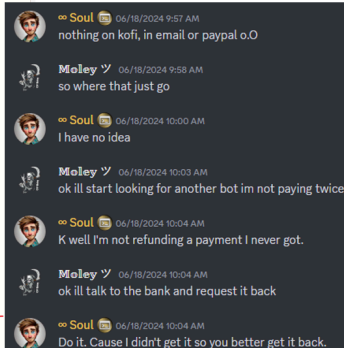 ∞ Soul 06/18/2024 9:57 AM
nothing on kofi, in email or paypal o.O
𝕸𝖔𝖑𝖊𝖞 ツ 06/18/2024 9:58 AM
so where that just go
∞ Soul 06/18/2024 10:00 AM
I have no idea
𝕸𝖔𝖑𝖊𝖞 ツ 06/18/2024 10:03 AM
ok ill start looking for another bot im not paying twice
∞ Soul 06/18/2024 10:04 AM
K well I'm not refunding a payment I never got.
𝕸𝖔𝖑𝖊𝖞 ツ 06/18/2024 10:04 AM
ok ill talk to the bank and request it back
∞ Soul 06/18/2024 10:04 AM
Do it. Cause I didn't get it so you better get it back.